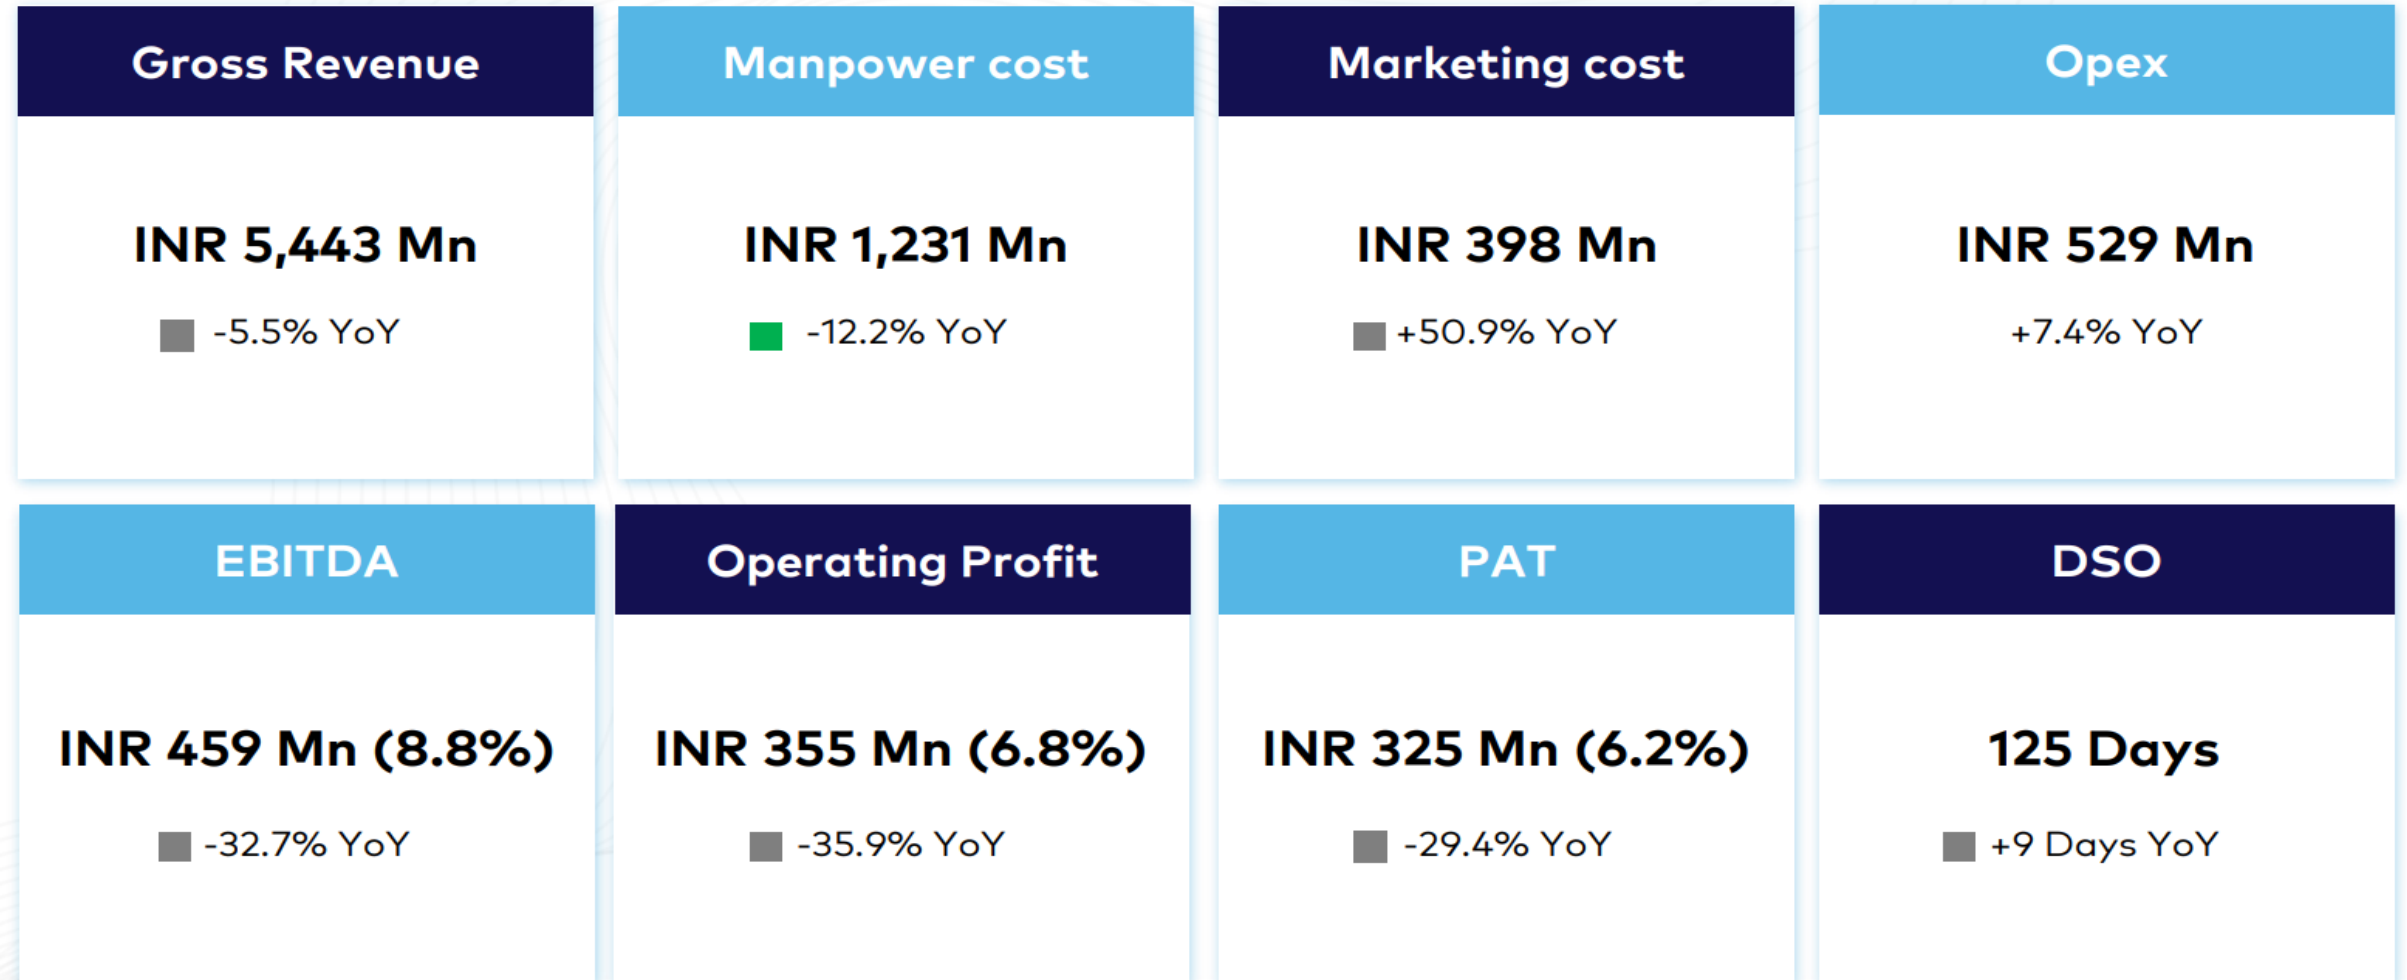 Gross Revenue
INR 5,443 Mn
-5.5% YoY
Manpower cost
INR 1,231 Mn
-12.2% YoY
Marketing cost
INR 398 Mn
+50.9% YoY
Opex
INR 529 Mn
+7.4% YoY
EBITDA
INR 459 Mn (8.8%)
-32.7% YoY
Operating Profit
INR 355 Mn (6.8%)
-35.9% YoY
PAT
INR 325 Mn (6.2%)
-29.4% YoY
DSO
125 Days
+9 Days YoY